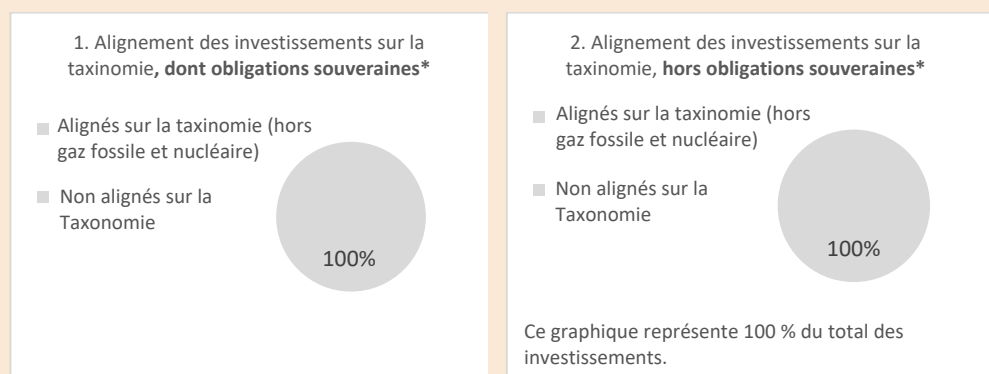 1. Alignement des investissements sur la
taxinomie, dont obligations souveraines*
Alignés sur la taxinomie (hors
gaz fossile et nucléaire)
Non alignés sur la
Taxonomie
100%
2. Alignement des investissements sur la
taxinomie, hors obligations souveraines*
Alignés sur la taxinomie (hors
gaz fossile et nucléaire)
Non alignés sur la
Taxonomie
100%
Ce graphique représente 100 % du total des
investissements.